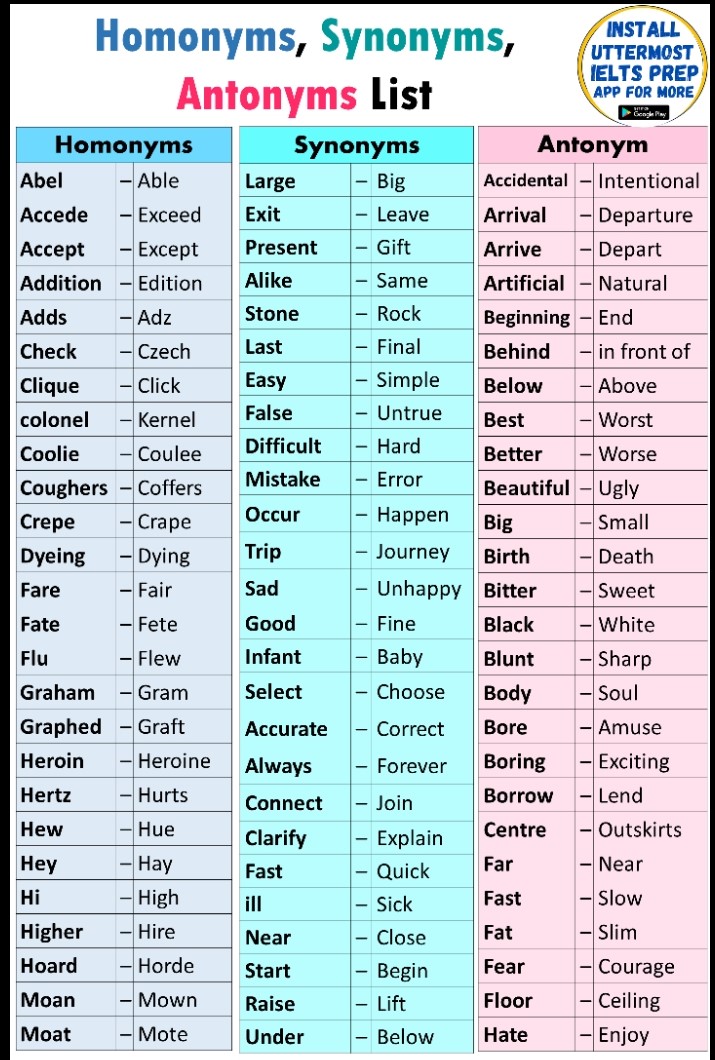 Homonyms, Synonyms,
Antonyms List
INSTALL
UTTERMOST
IELTS PREP
APP FOR MORE
Google Play
Homonyms
Abel – Able
Accede – Exceed
Accept – Except
Addition – Edition
Adds – Adz
Check – Czech
Clique – Click
colonel – Kernel
Coolie – Coulee
Coughers – Coffers
Crepe – Crape
Dyeing – Dying
Fare – Fair
Fate – Fete
Flu – Flew
Graham – Gram
Graphed – Graft
Heroin – Heroine
Hertz – Hurts
Hew – Hue
Hey – Hay
Hi – High
Higher – Hire
Hoard – Horde
Moan – Mown
Moat – Mote
Synonyms
Large – Big
Exit – Leave
Present – Gift
Alike – Same
Stone – Rock
Last – Final
Easy – Simple
False – Untrue
Difficult – Hard
Mistake – Error
Occur – Happen
Trip – Journey
Sad – Unhappy
Good – Fine
Infant – Baby
Select – Choose
Accurate – Correct
Always – Forever
Connect – Join
Clarify – Explain
Fast – Quick
ill – Sick
Near – Close
Start – Begin
Raise – Lift
Under – Below
Antonym
Accidental – Intentional
Arrival – Departure
Arrive – Depart
Artificial – Natural
Beginning – End
Behind – in front of
Below – Above
Best – Worst
Better – Worse
Beautiful – Ugly
Big – Small
Birth – Death
Bitter – Sweet
Black – White
Blunt – Sharp
Body – Soul
Bore – Amuse
Boring – Exciting
Borrow – Lend
Centre – Outskirts
Far – Near
Fast – Slow
Fat – Slim
Fear – Courage
Floor – Ceiling
Hate – Enjoy